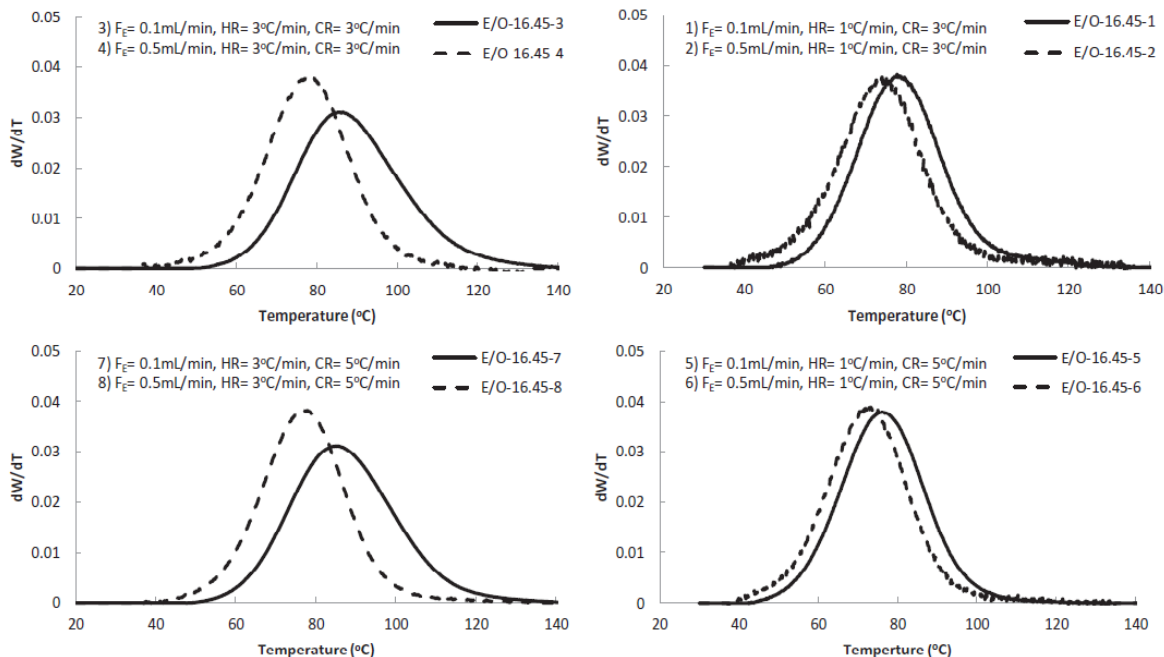 3) FE= 0.1mL/min, HR= 3°C/min, CR= 3°C/min
4) FE= 0.5mL/min, HR= 3°C/min, CR= 3°C/min
E/O-16.45-3
E/O 16.45 4
0.05
0.04
0.03
0.02
0.01
0
dW/dT
20 40 60 80 100 120 140
Temperature (°C)
1) FE= 0.1mL/min, HR= 1°C/min, CR= 3°C/min
2) FE= 0.5mL/min, HR= 1°C/min, CR= 3°C/min
E/O-16.45-1
E/O-16.45-2
0.05
0.04
0.03
0.02
0.01
0
dW/dT
20 40 60 80 100 120 140
Temperature (°C)
7) FE= 0.1mL/min, HR= 3°C/min, CR= 5°C/min
8) FE= 0.5mL/min, HR= 3°C/min, CR= 5°C/min
E/O-16.45-7
E/O-16.45-8
0.05
0.04
0.03
0.02
0.01
0
dW/dT
20 40 60 80 100 120 140
Temperature (°C)
5) FE= 0.1mL/min, HR= 1°C/min, CR= 5°C/min
6) FE= 0.5mL/min, HR= 1°C/min, CR= 5°C/min
E/O-16.45-5
E/O-16.45-6
0.05
0.04
0.03
0.02
0.01
0
dW/dT
20 40 60 80 100 120 140
Temperturе (°C)